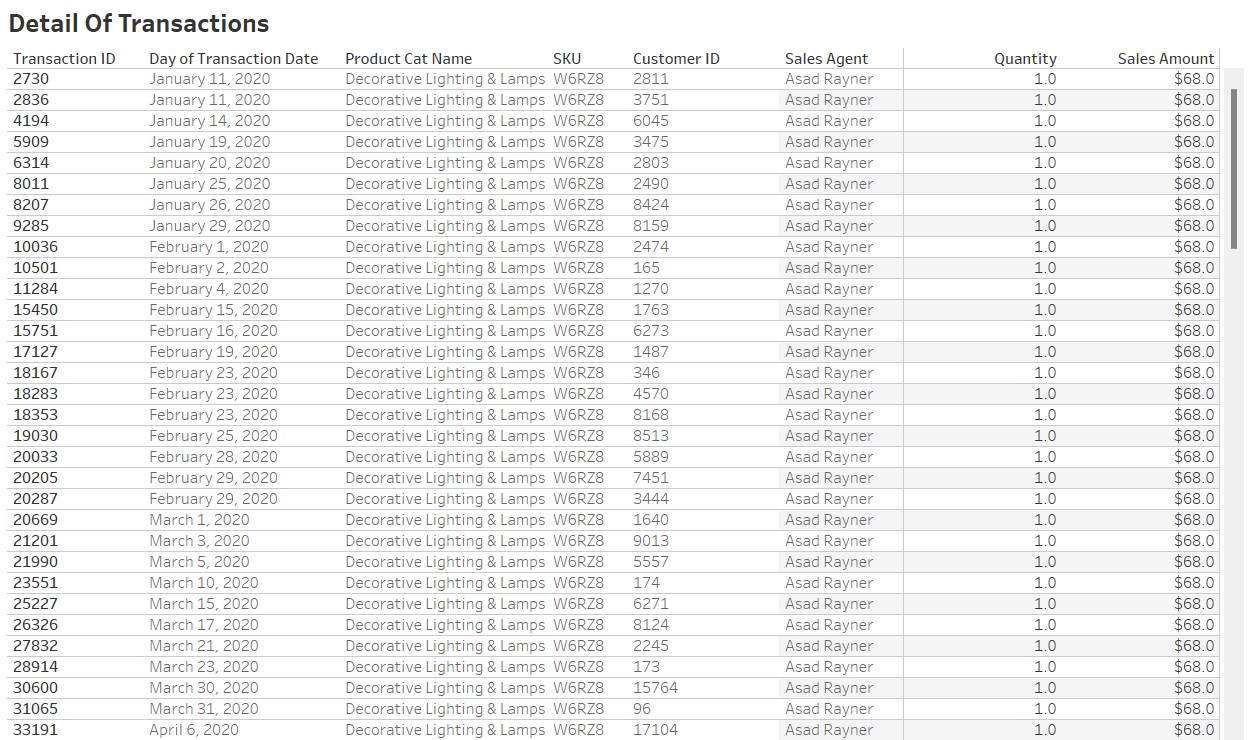 Detail Of Transactions
Transaction ID Day of Transaction Date Product Cat Name SKU Customer ID Sales Agent Quantity Sales Amount
2730 January 11, 2020 Decorative Lighting & Lamps W6RZ8 2811 Asad Rayner 1.0 $68.0
2836 January 11, 2020 Decorative Lighting & Lamps W6RZ8 3751 Asad Rayner 1.0 $68.0
4194 January 14, 2020 Decorative Lighting & Lamps W6RZ8 6045 Asad Rayner 1.0 $68.0
5909 January 19, 2020 Decorative Lighting & Lamps W6RZ8 3475 Asad Rayner 1.0 $68.0
6314 January 20, 2020 Decorative Lighting & Lamps W6RZ8 2803 Asad Rayner 1.0 $68.0
8011 January 25, 2020 Decorative Lighting & Lamps W6RZ8 2490 Asad Rayner 1.0 $68.0
8207 January 26, 2020 Decorative Lighting & Lamps W6RZ8 8424 Asad Rayner 1.0 $68.0
9285 January 29, 2020 Decorative Lighting & Lamps W6RZ8 8159 Asad Rayner 1.0 $68.0
10036 February 1, 2020 Decorative Lighting & Lamps W6RZ8 2474 Asad Rayner 1.0 $68.0
10501 February 2, 2020 Decorative Lighting & Lamps W6RZ8 165 Asad Rayner 1.0 $68.0
11284 February 4, 2020 Decorative Lighting & Lamps W6RZ8 1270 Asad Rayner 1.0 $68.0
15450 February 15, 2020 Decorative Lighting & Lamps W6RZ8 1763 Asad Rayner 1.0 $68.0
15751 February 16, 2020 Decorative Lighting & Lamps W6RZ8 6273 Asad Rayner 1.0 $68.0
17127 February 19, 2020 Decorative Lighting & Lamps W6RZ8 1487 Asad Rayner 1.0 $68.0
18167 February 23, 2020 Decorative Lighting & Lamps W6RZ8 346 Asad Rayner 1.0 $68.0
18283 February 23, 2020 Decorative Lighting & Lamps W6RZ8 4570 Asad Rayner 1.0 $68.0
18353 February 23, 2020 Decorative Lighting & Lamps W6RZ8 8168 Asad Rayner 1.0 $68.0
19030 February 25, 2020 Decorative Lighting & Lamps W6RZ8 8513 Asad Rayner 1.0 $68.0
20033 February 28, 2020 Decorative Lighting & Lamps W6RZ8 5889 Asad Rayner 1.0 $68.0
20205 February 29, 2020 Decorative Lighting & Lamps W6RZ8 7451 Asad Rayner 1.0 $68.0
20287 February 29, 2020 Decorative Lighting & Lamps W6RZ8 3444 Asad Rayner 1.0 $68.0
20669 March 1, 2020 Decorative Lighting & Lamps W6RZ8 1640 Asad Rayner 1.0 $68.0
21201 March 3, 2020 Decorative Lighting & Lamps W6RZ8 9013 Asad Rayner 1.0 $68.0
21990 March 5, 2020 Decorative Lighting & Lamps W6RZ8 5557 Asad Rayner 1.0 $68.0
23551 March 10, 2020 Decorative Lighting & Lamps W6RZ8 174 Asad Rayner 1.0 $68.0
25227 March 15, 2020 Decorative Lighting & Lamps W6RZ8 6271 Asad Rayner 1.0 $68.0
26326 March 17, 2020 Decorative Lighting & Lamps W6RZ8 8124 Asad Rayner 1.0 $68.0
27832 March 21, 2020 Decorative Lighting & Lamps W6RZ8 2245 Asad Rayner 1.0 $68.0
28914 March 23, 2020 Decorative Lighting & Lamps W6RZ8 173 Asad Rayner 1.0 $68.0
30600 March 30, 2020 Decorative Lighting & Lamps W6RZ8 15764 Asad Rayner 1.0 $68.0
31065 March 31, 2020 Decorative Lighting & Lamps W6RZ8 96 Asad Rayner 1.0 $68.0
33191 April 6, 2020 Decorative Lighting & Lamps W6RZ8 17104 Asad Rayner 1.0 $68.0